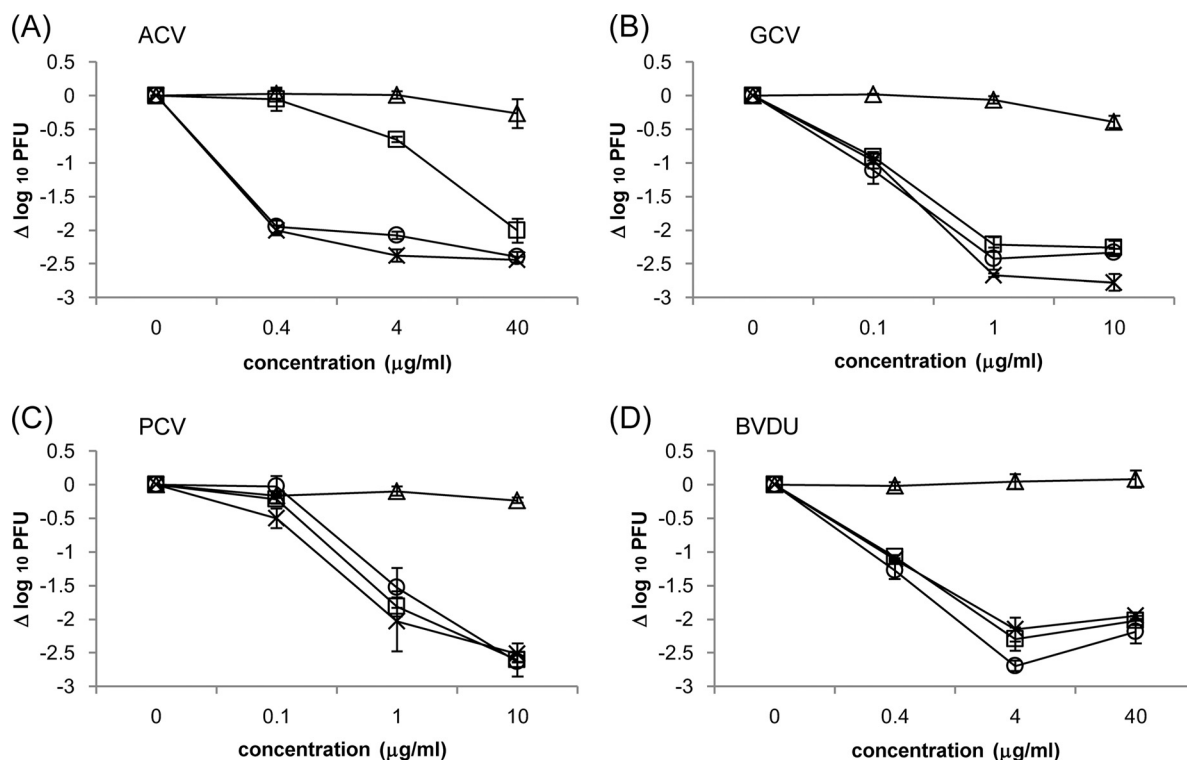 (A)
ACV
0.5
0
-0.5
-1
-1.5
-2
-2.5
-3
Δ log 10 PFU
0 0.4 4 40
concentration (μg/ml)
(B)
GCV
0.5
0
-0.5
-1
-1.5
-2
-2.5
-3
Δ log 10 PFU
0 0.1 1 10
concentration (μg/ml)
(C)
PCV
0.5
0
-0.5
-1
-1.5
-2
-2.5
-3
Δ log 10 PFU
0 0.1 1 10
concentration (μg/ml)
(D)
BVDU
0.5
0
-0.5
-1
-1.5
-2
-2.5
-3
Δ log 10 PFU
0 0.4 4 40
concentration (μg/ml)